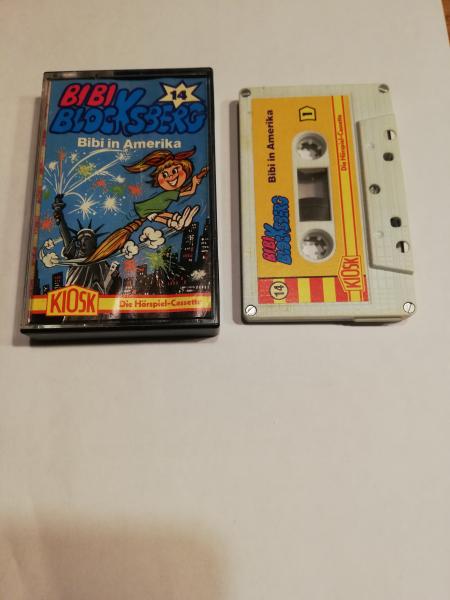 BIBI
BLOCKSBERG
14
Bibi in Amerika
KIOSK
Die Hörspiel-Cassette
BIBI
BLOCKSBERG
Bibi in Amerika
1
14
KIOSK
Die Hörspiel-Cassette